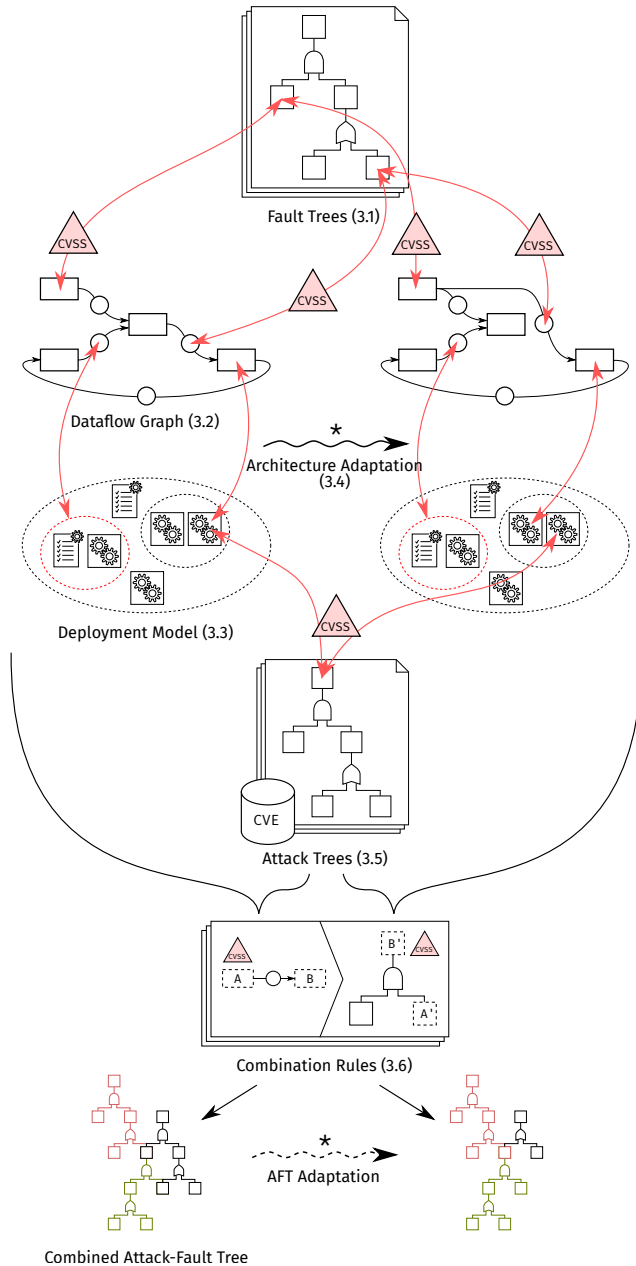 Fault Trees (3.1)
CVSS
CVSS
CVSS
CVSS
Dataflow Graph (3.2)
*
Architecture Adaptation
(3.4)
Deployment Model (3.3)
CVSS
CVE
Attack Trees (3.5)
CVSS
A
B
B'
CVSS
A'
Combination Rules (3.6)
*
AFT Adaptation
Combined Attack-Fault Tree